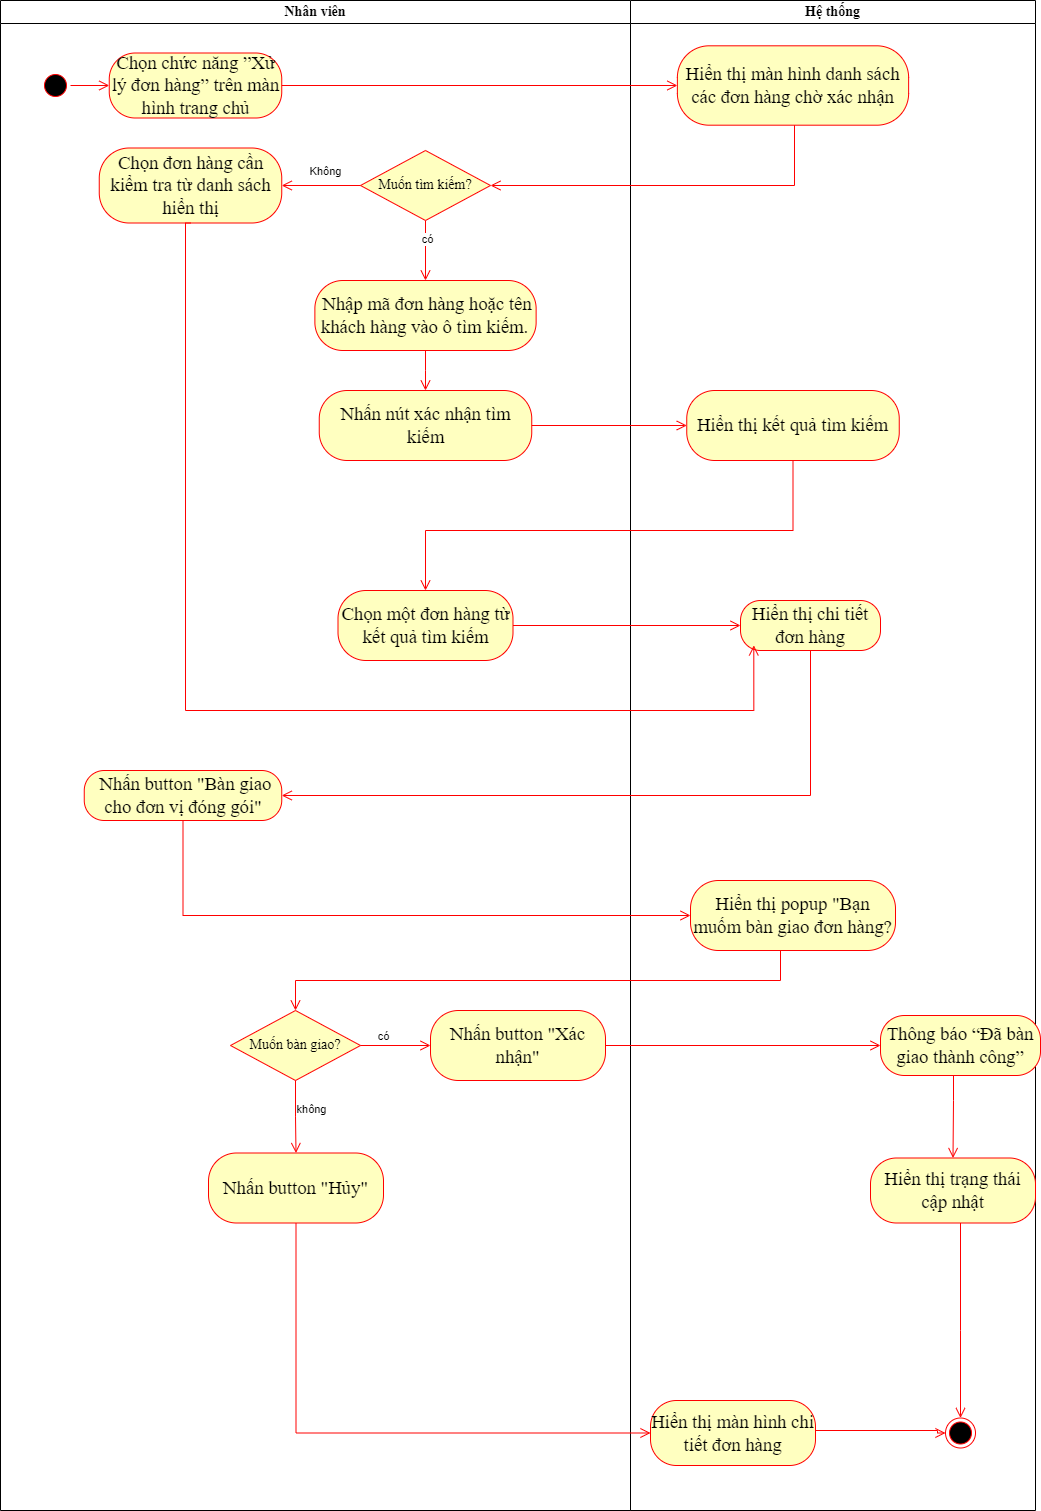 Nhân viên
Hệ thống
Chọn chức năng ”Xử
lý đơn hàng” trên màn
hình trang chủ
Hiển thị màn hình danh sách
các đơn hàng chờ xác nhận
Chọn đơn hàng cần
kiểm tra từ danh sách
hiển thị
Không
Muốn tìm kiếm?
có
Nhập mã đơn hàng hoặc tên
khách hàng vào ô tìm kiếm.
Nhấn nút xác nhận tìm
kiếm
Hiển thị kết quả tìm kiếm
Chọn một đơn hàng từ
kết quả tìm kiếm
Hiển thị chi tiết
đơn hàng
Nhấn button "Bàn giao
cho đơn vị đóng gói"
Hiển thị popup "Bạn
muốm bàn giao đơn hàng?
Muốn bàn giao?
có
Nhấn button "Xác
nhận"
Thông báo “Đã bàn
giao thành công”
không
Nhấn button "Hủy"
Hiển thị trạng thái
cập nhật
Hiển thị màn hình chi
tiết đơn hàng